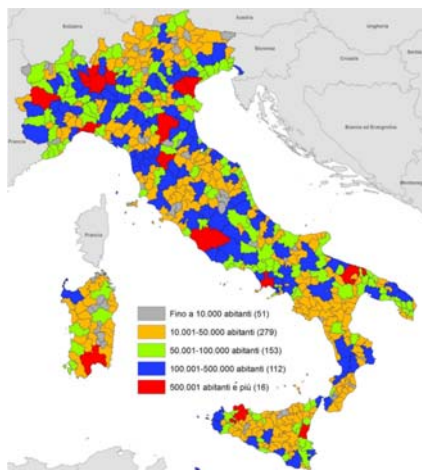 Svizzera
Austria
Ungheria
Slovenia
Croazia
Francia
Bosnia ed Erzegovina
Francia
Fino a 10.000 abitanti (51)
10.001-50.000 abitanti (279)
50.001-100.000 abitanti (153)
100.001-500.000 abitanti (112)
500.001 abitanti e più (16)